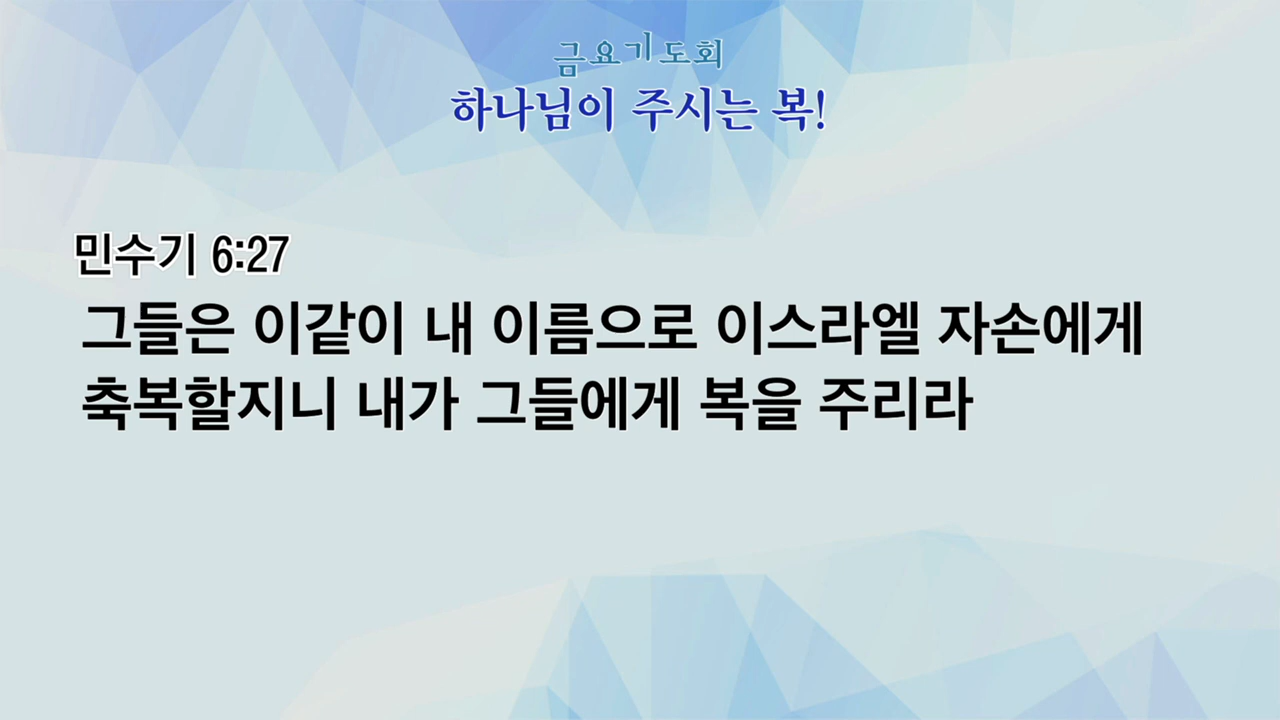 금요기도회
하나님이 주시는 복!
민수기 6:27
그들은 이같이 내 이름으로 이스라엘 자손에게
축복할지니 내가 그들에게 복을 주리라